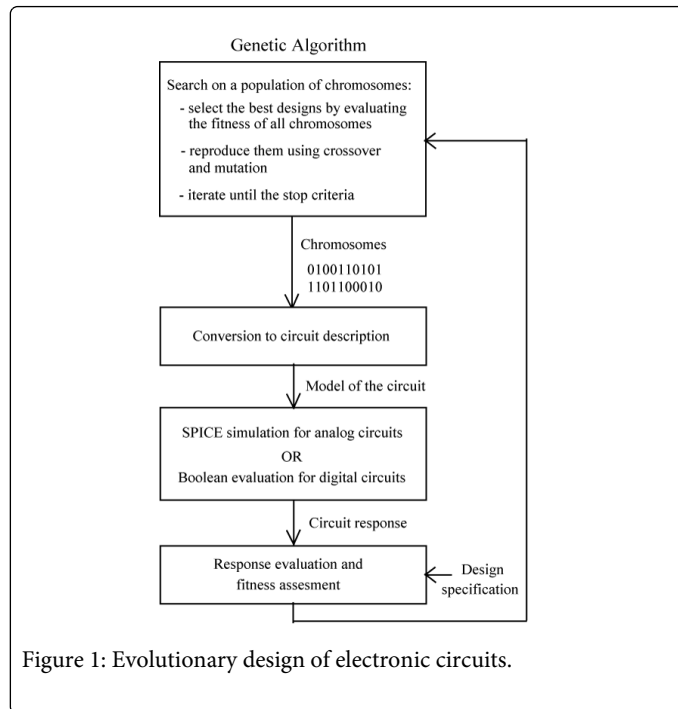 Genetic Algorithm
Search on a population of chromosomes:
- select the best designs by evaluating
the fitness of all chromosomes
- reproduce them using crossover
and mutation
- iterate until the stop criteria
Chromosomes
0100110101
1101100010
Conversion to circuit description
Model of the circuit
SPICE simulation for analog circuits
OR
Boolean evaluation for digital circuits
Circuit response
Response evaluation and
fitness assesment
Design
specification
Figure 1: Evolutionary design of electronic circuits.